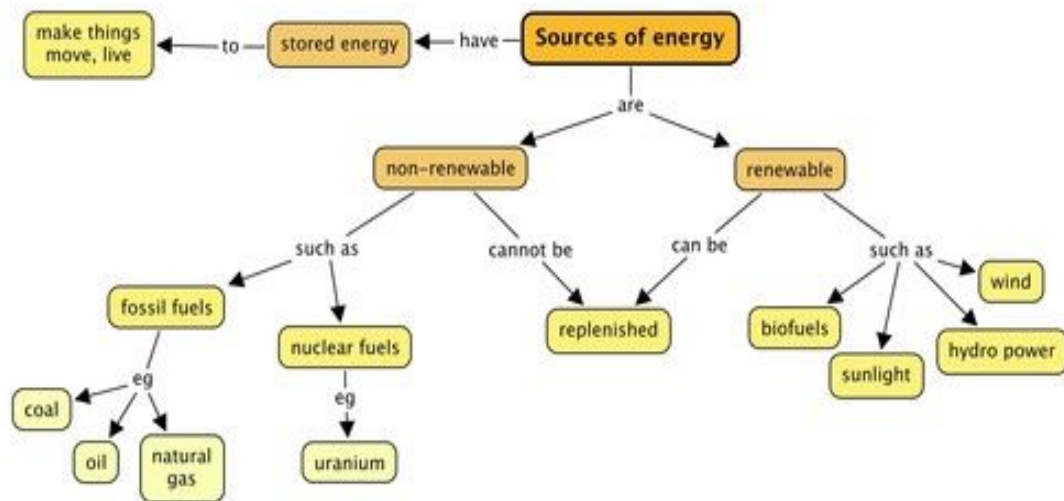 make things
move, live
to
stored energy
have
Sources of energy
are
non-renewable
renewable
such as
cannot be
can be
such as
fossil fuels
nuclear fuels
replenished
biofuels
sunlight
hydro power
wind
eg
coal
oil
natural
gas
eg
uranium